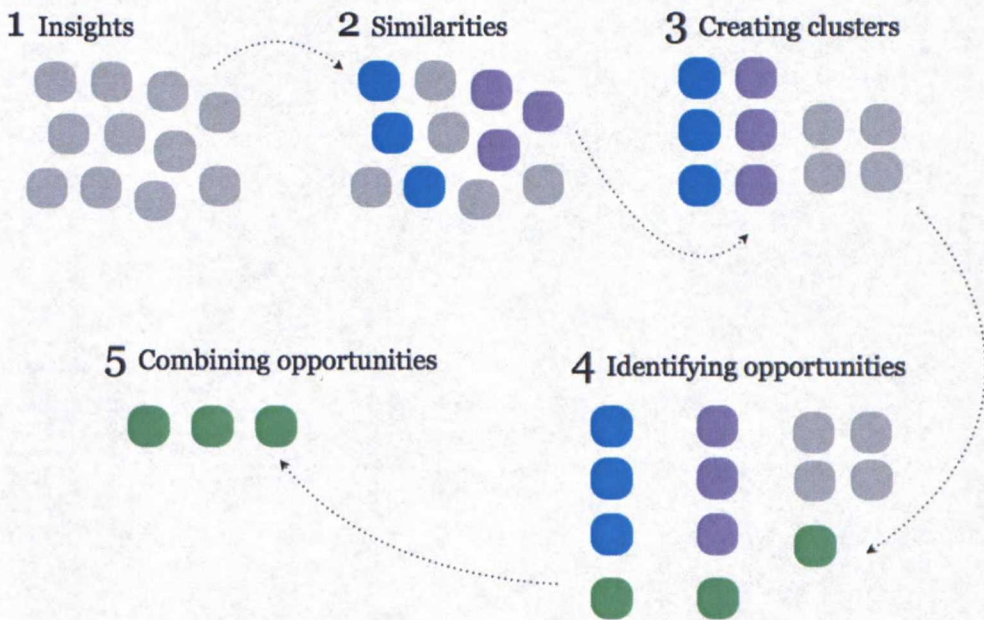 1 Insights
2 Similarities
3 Creating clusters
5 Combining opportunities
4 Identifying opportunities